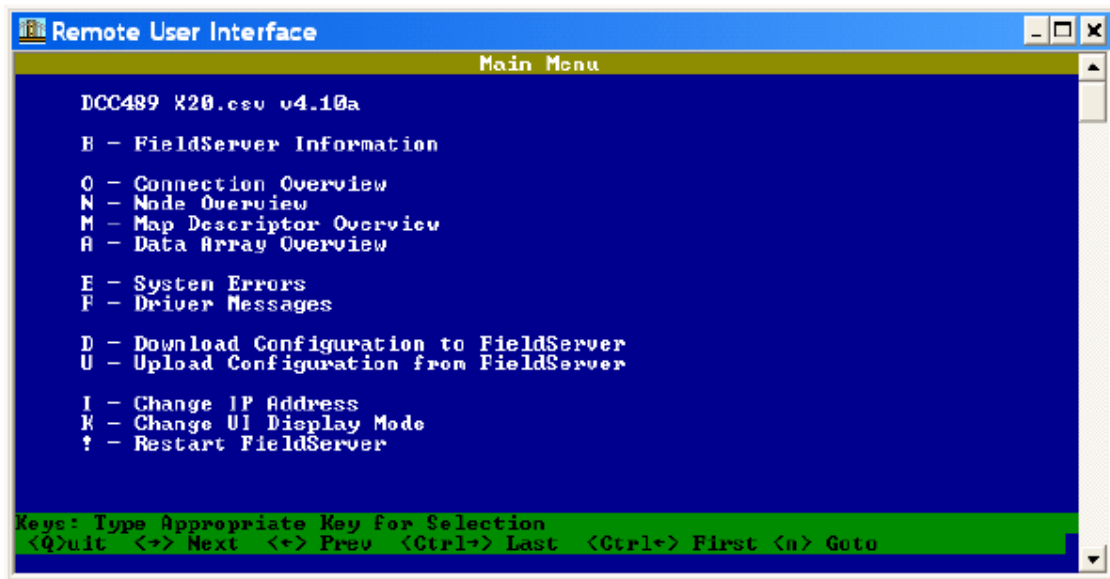 Remote User Interface
Main Menu
DCC489 X20.csv v4.10a
B - FieldServer Information
O - Connection Overview
N - Node Overview
M - Map Descriptor Overview
A - Data Array Overview
E - System Errors
F - Driver Messages
D - Download Configuration to FieldServer
U - Upload Configuration from FieldServer
I - Change IP Address
K - Change UI Display Mode
! - Restart FieldServer
Keys: Type Appropriate Key for Selection
<Q>uit <→> Next <←> Prev <Ctrl→> Last <Ctrl←> First <n> Goto